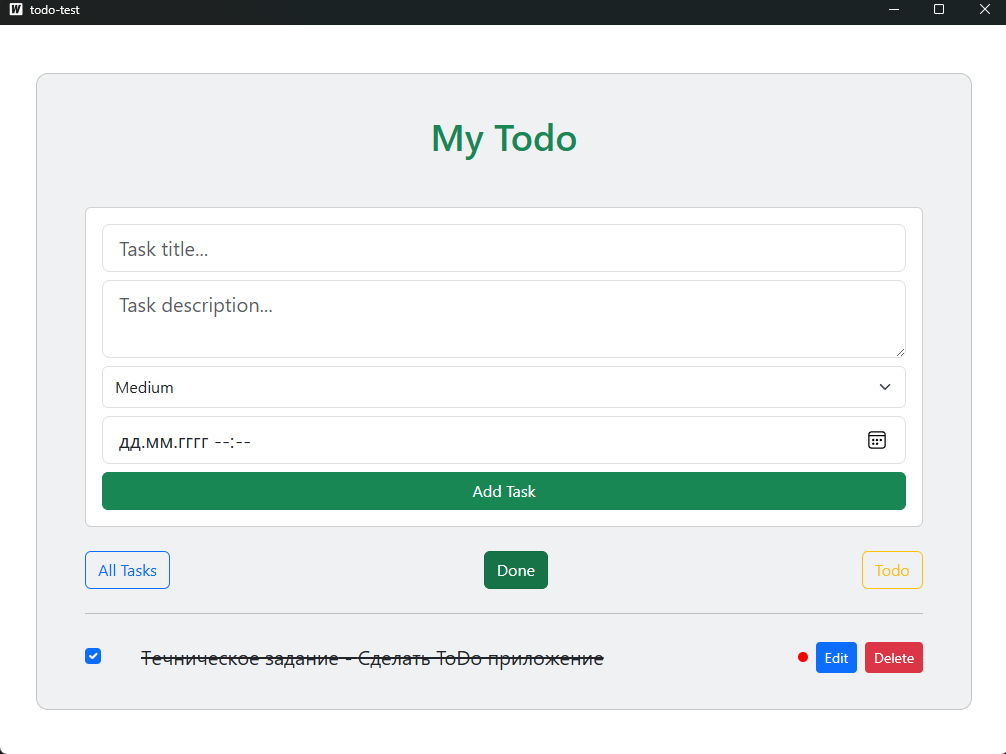 todo-test
My Todo
Task title...
Task description...
Medium
дд.мм.гггг --:--
Add Task
All Tasks
Done
Todo
Течническое задание - Сделать ToDo приложение
Edit
Delete